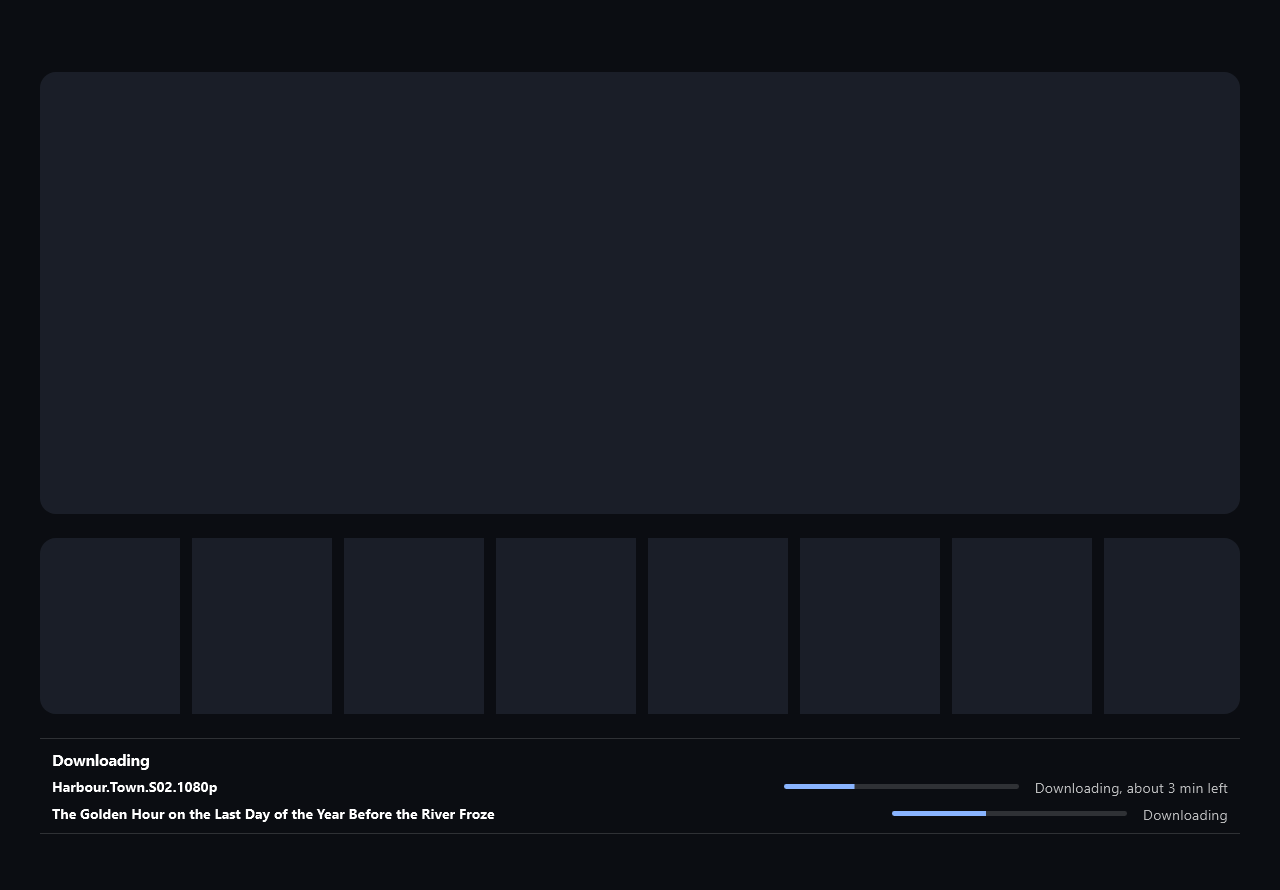 Downloading
Harbour.Town.S02.1080p
Downloading, about 3 min left
The Golden Hour on the Last Day of the Year Before the River Froze
Downloading